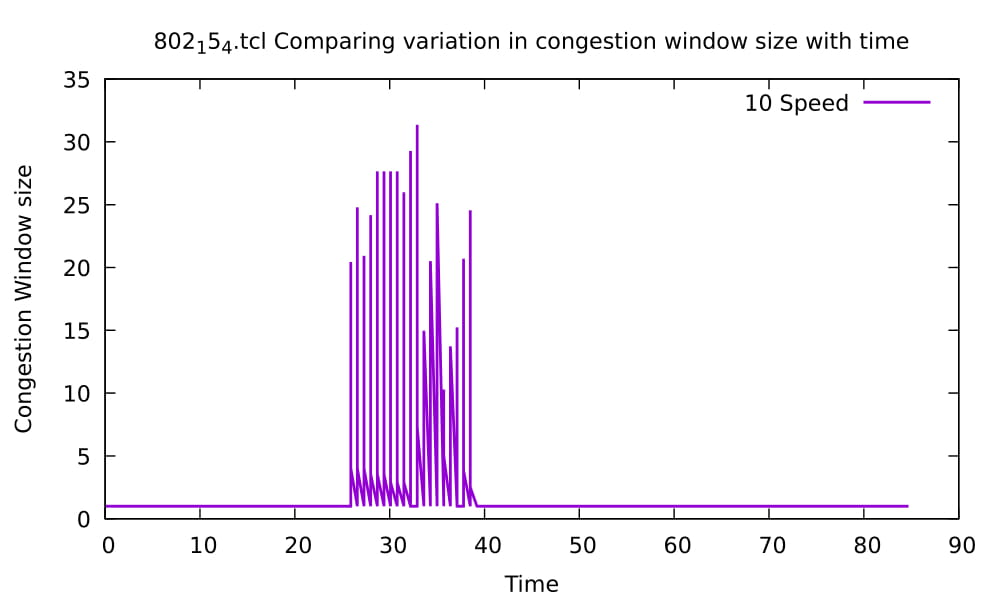 802₁5₄.tcl Comparing variation in congestion window size with time
10 Speed
Congestion Window size
35
30
25
20
15
10
5
0
0 10 20 30 40 50 60 70 80 90
Time